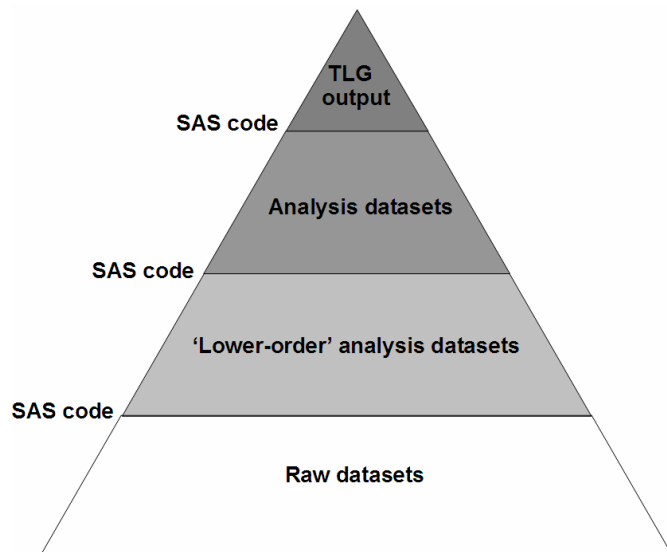 TLG
output
SAS code
Analysis datasets
SAS code
‘Lower-order’ analysis datasets
SAS code
Raw datasets